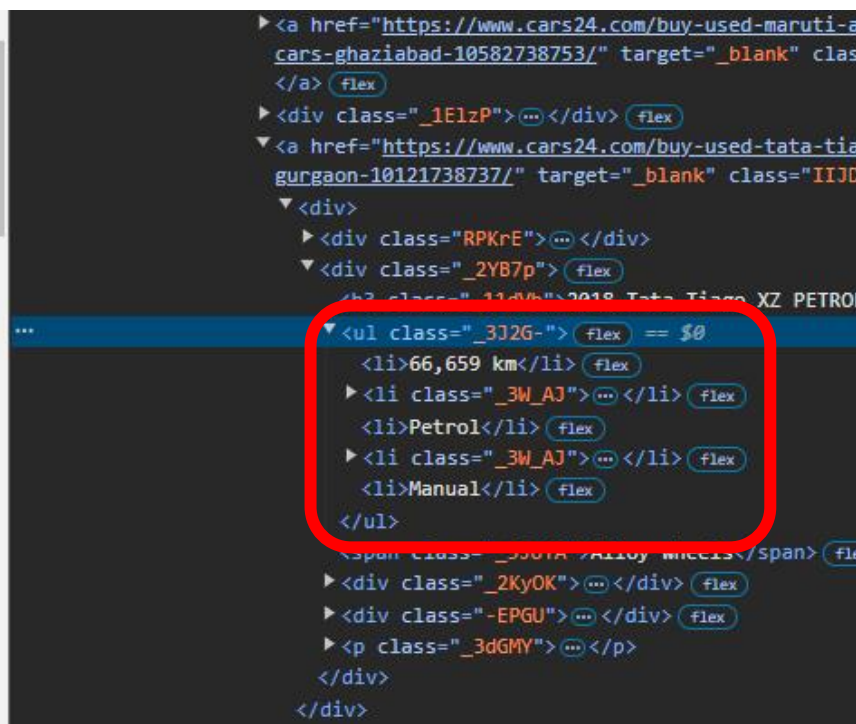 <a href="https://www.cars24.com/buy-used-maruti-a
cars-ghaziabad-10582738753/" target="_blank" clas
</a> flex
<div class="_1ElzP">…</div> flex
<a href="https://www.cars24.com/buy-used-tata-tia
gurgaon-10121738737/" target="_blank" class="IIJD
<div>
<div class="RPKrE">…</div>
<div class="_2YB7p"> flex
2018 Tata Tiago XZ PETROL
… <ul class="_3J2G-"> flex == $0
<li>66,659 km</li> flex
<li class="_3W_AJ">…</li> flex
<li>Petrol</li> flex
<li class="_3W_AJ">…</li> flex
<li>Manual</li> flex
</ul>
<span class= Alloy Wheels</span> fle
<div class="_2KyOK">…</div> flex
<div class="-EPGU">…</div> flex
<p class="_3dGMY">…</p>
</div>
</div>